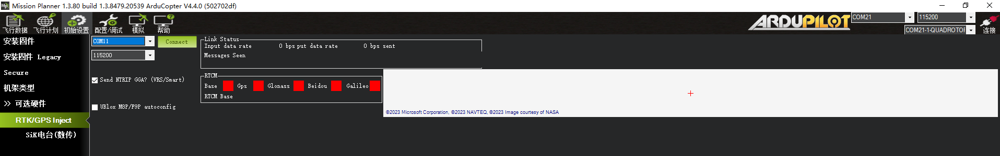 Mission Planner 1.3.80 build 1.3.8479.20539 ArduCopter V4.4.0 (502702df)
飞行数据 飞行计划 初始设置 配置/调试 模拟 帮助
ARDUPILOT
COM21 115200
COM21-1-QUADROTOR
连接
安装固件
安装固件 Legacy
Secure
机架类型
>> 可选硬件
RTK/GPS Inject
SiK电台(数传)
COM11 Connect
115200
Send NTRIP GGA? (VRS/Smart)
UBlox M8P/F9P autoconfig
Link Status
Input data rate 0 bps put data rate 0 bps sent
Messages Seen
RTCM
Base Gps Glonass Beidou Galileo
RTCM Base
©2023 Microsoft Corporation, ©2023 NAVTEQ, ©2023 Image courtesy of NASA